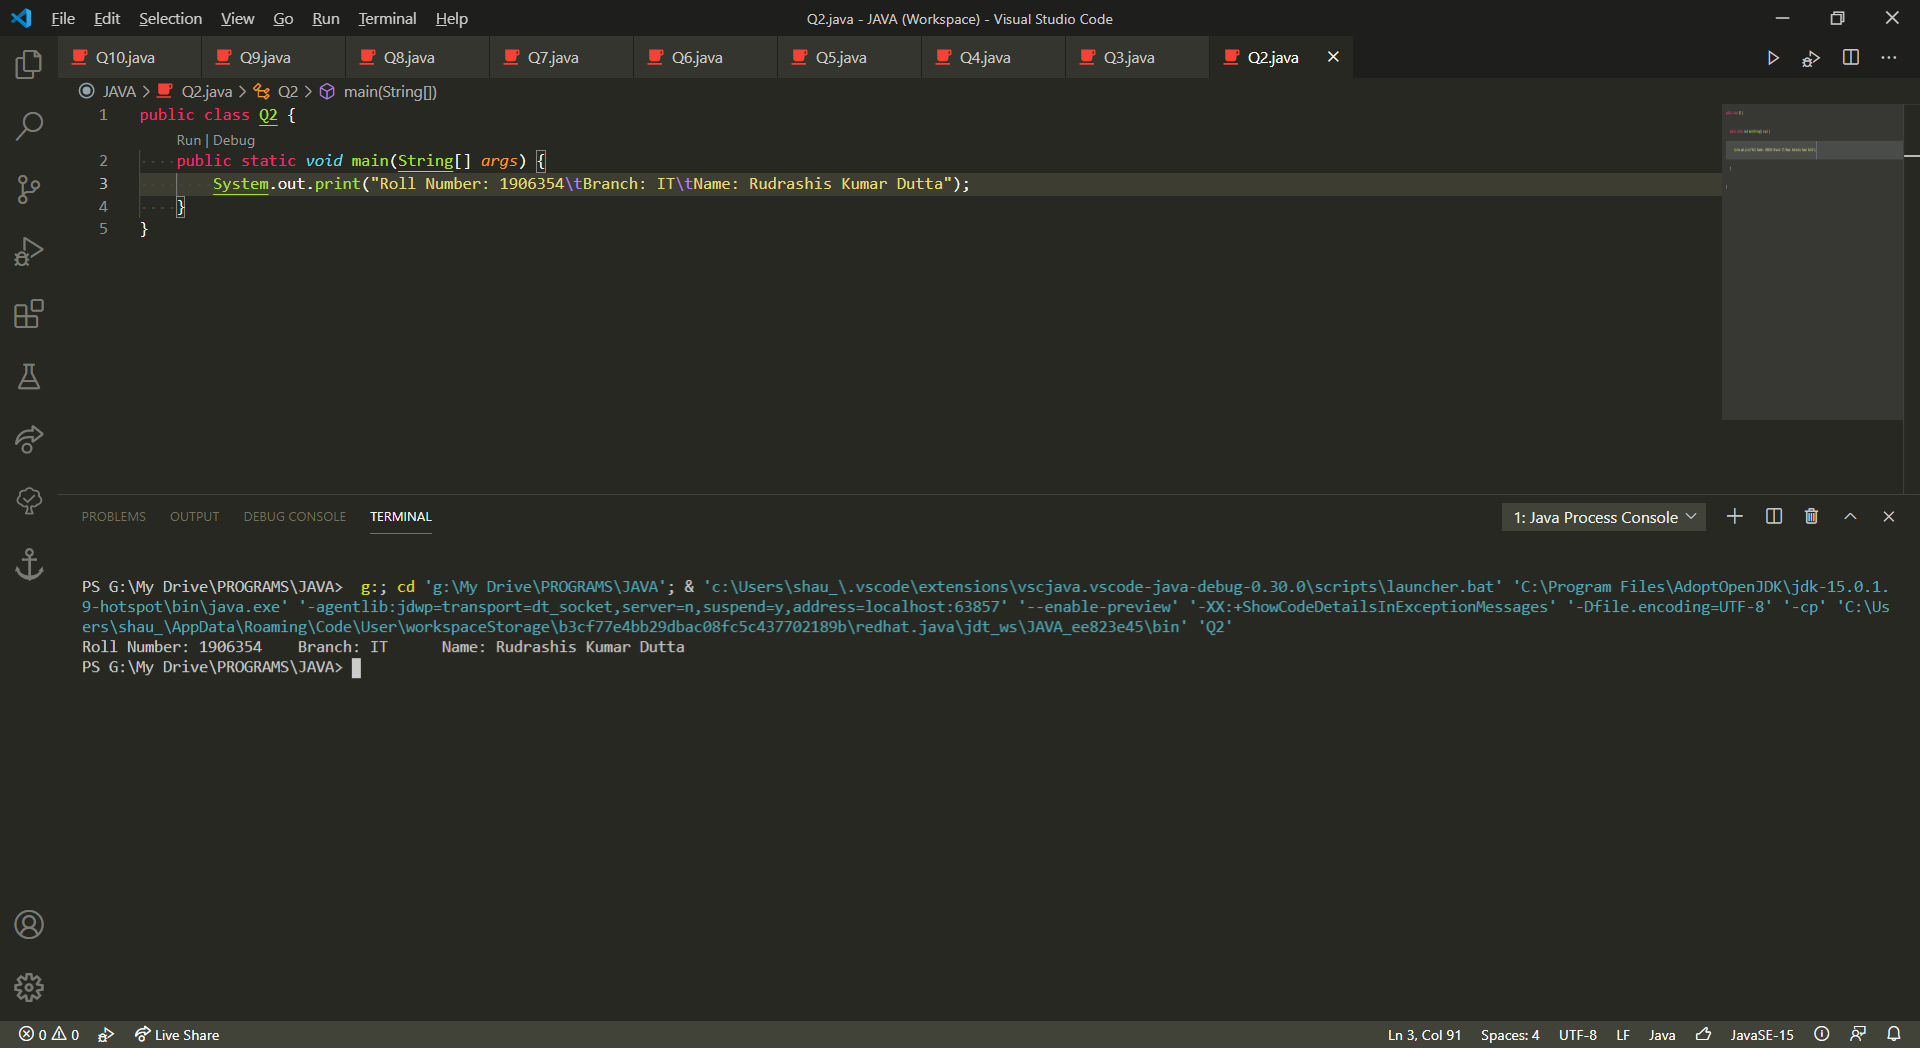 File Edit Selection View Go Run Terminal Help
Q2.java - JAVA (Workspace) - Visual Studio Code
Q10.java Q9.java Q8.java Q7.java Q6.java Q5.java Q4.java Q3.java Q2.java
JAVA > Q2.java > Q2 > main(String[])
1 public class Q2 {
Run | Debug
2 public static void main(String[] args) {
3 System.out.print("Roll Number: 1906354\tBranch: IT\tName: Rudrashis Kumar Dutta");
4 }
5 }
PROBLEMS OUTPUT DEBUG CONSOLE TERMINAL
1: Java Process Console
PS G:\My Drive\PROGRAMS\JAVA>  g:; cd 'g:\My Drive\PROGRAMS\JAVA'; & 'c:\Users\shau_\.vscode\extensions\vscjava.vscode-java-debug-0.30.0\scripts\launcher.bat' 'C:\Program Files\AdoptOpenJDK\jdk-15.0.1.
9-hotspot\bin\java.exe' '-agentlib:jdwp=transport=dt_socket,server=n,suspend=y,address=localhost:63857' '--enable-preview' '-XX:+ShowCodeDetailsInExceptionMessages' '-Dfile.encoding=UTF-8' '-cp' 'C:\Us
ers\shau_\AppData\Roaming\Code\User\workspaceStorage\b3cf77e4bb29dbac08fc5c437702189b\redhat.java\jdt_ws\JAVA_ee823e45\bin' 'Q2'
Roll Number: 1906354    Branch: IT      Name: Rudrashis Kumar Dutta
PS G:\My Drive\PROGRAMS\JAVA>
0 0 Live Share
Ln 3, Col 91 Spaces: 4 UTF-8 LF Java JavaSE-15